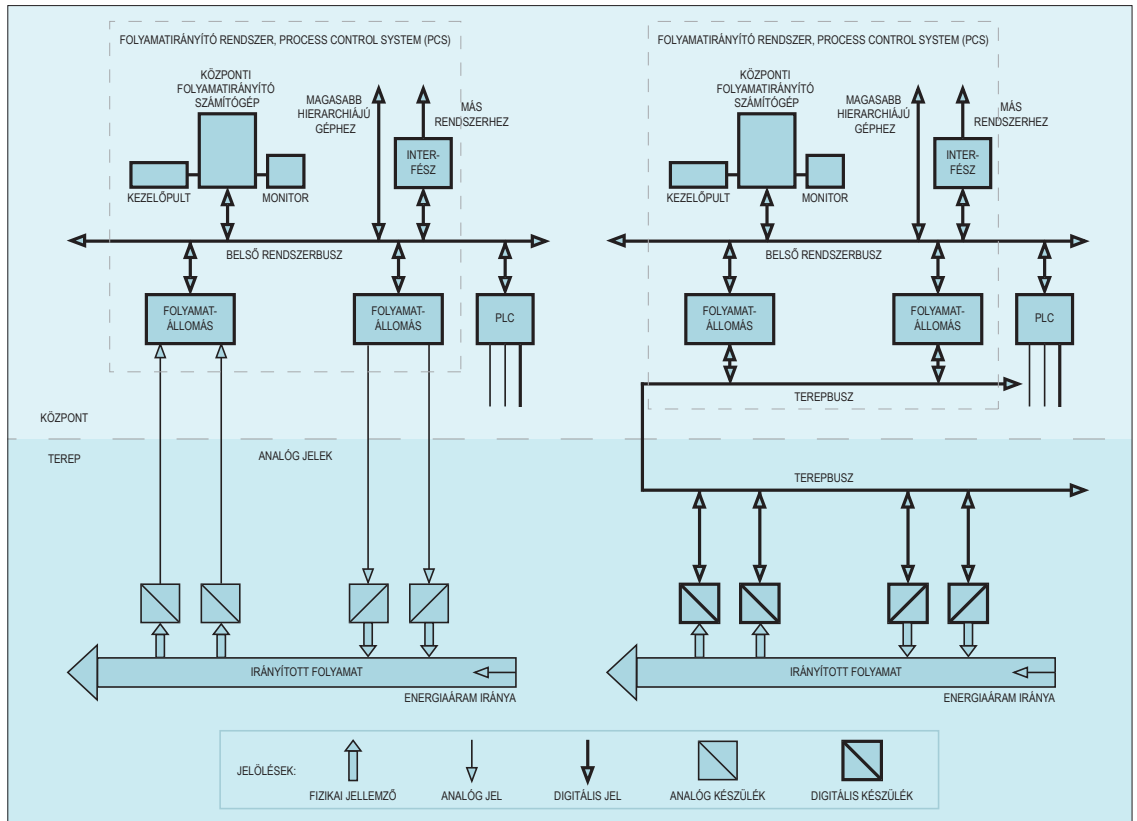 FOLYAMATIRÁNYÍTÓ RENDSZER, PROCESS CONTROL SYSTEM (PCS)
KÖZPONTI
FOLYAMATIRÁNYÍTÓ
SZÁMÍTÓGÉP
MAGASABB
HIERARCHIÁJÚ
GÉPHEZ
MÁS
RENDSZERHEZ
INTER-
FÉSZ
KEZELŐPULT
MONITOR
BELSŐ RENDSZERBUSZ
FOLYAMAT-
ÁLLOMÁS
FOLYAMAT-
ÁLLOMÁS
PLC
KÖZPONT
TEREP
ANALÓG JELEK
IRÁNYÍTOTT FOLYAMAT
ENERGIAÁRAM IRÁNYA
FOLYAMATIRÁNYÍTÓ RENDSZER, PROCESS CONTROL SYSTEM (PCS)
KÖZPONTI
FOLYAMATIRÁNYÍTÓ
SZÁMÍTÓGÉP
MAGASABB
HIERARCHIÁJÚ
GÉPHEZ
MÁS
RENDSZERHEZ
INTER-
FÉSZ
KEZELŐPULT
MONITOR
BELSŐ RENDSZERBUSZ
FOLYAMAT-
ÁLLOMÁS
FOLYAMAT-
ÁLLOMÁS
PLC
TEREPBUSZ
TEREPBUSZ
IRÁNYÍTOTT FOLYAMAT
ENERGIAÁRAM IRÁNYA
JELÖLÉSEK:
FIZIKAI JELLEMZŐ
ANALÓG JEL
DIGITÁLIS JEL
ANALÓG KÉSZÜLÉK
DIGITÁLIS KÉSZÜLÉK